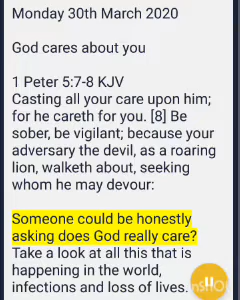 Monday 30th March 2020
God cares about you
1 Peter 5:7-8 KJV
Casting all your care upon him;
for he careth for you. [8] Be
sober, be vigilant; because your
adversary the devil, as a roaring
lion, walketh about, seeking
whom he may devour:
Someone could be honestly
asking does God really care?
Take a look at all this that is
happening in the world,
infections and loss of lives.